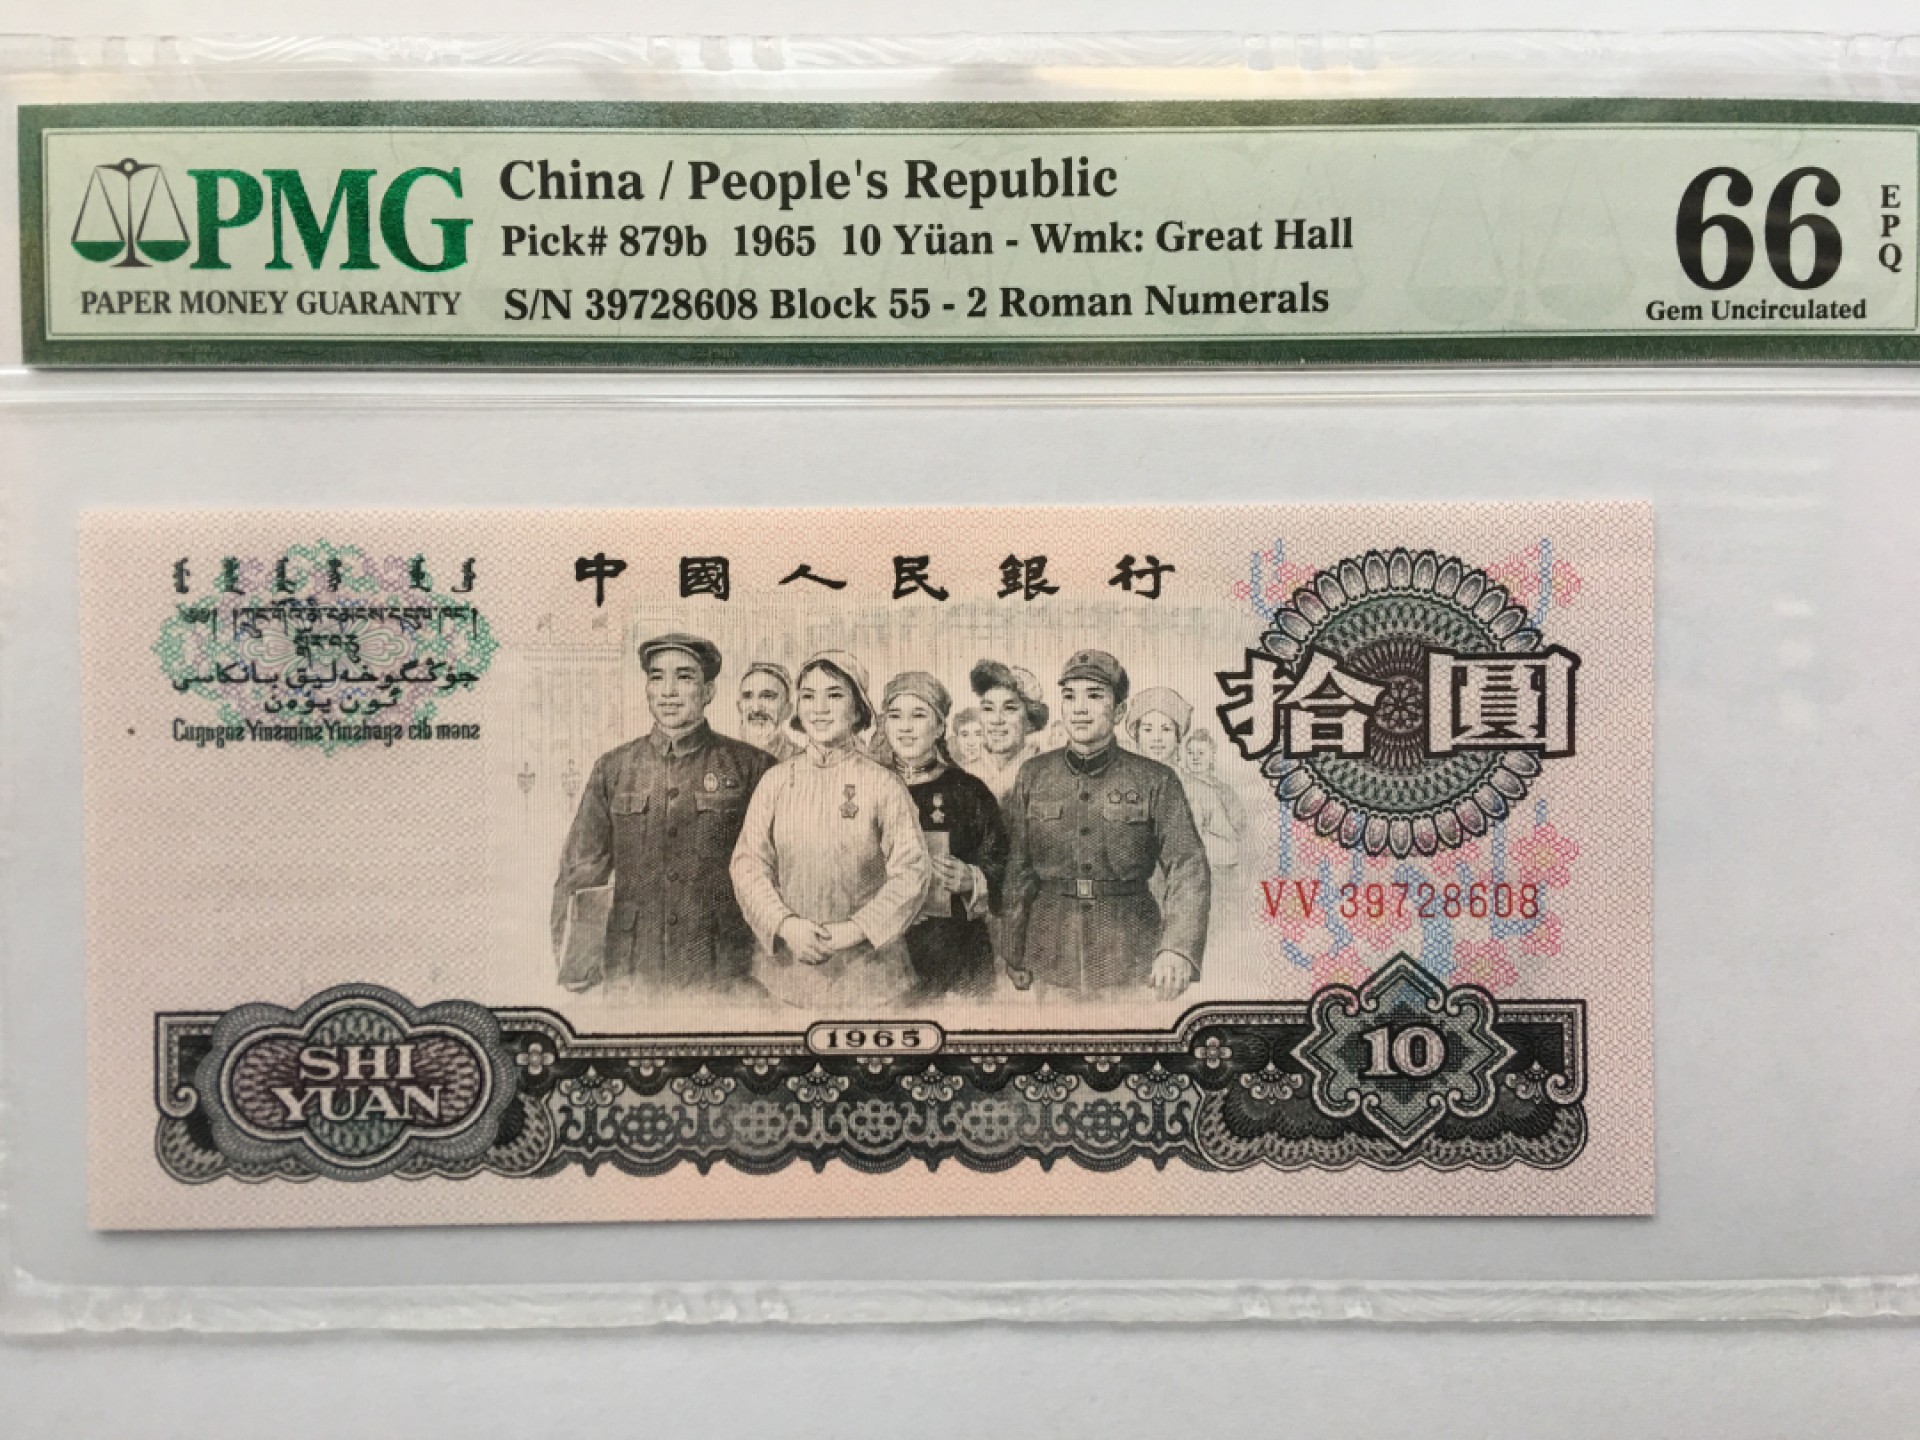 PMG
PAPER MONEY GUARANTY
China / People's Republic
Pick# 879b 1965 10 Yüan - Wmk: Great Hall
S/N 39728608 Block 55 - 2 Roman Numerals
66
EPQ
Gem Uncirculated
中國人民銀行
拾圓
VV 39728608
1965
SHI
YUAN
10